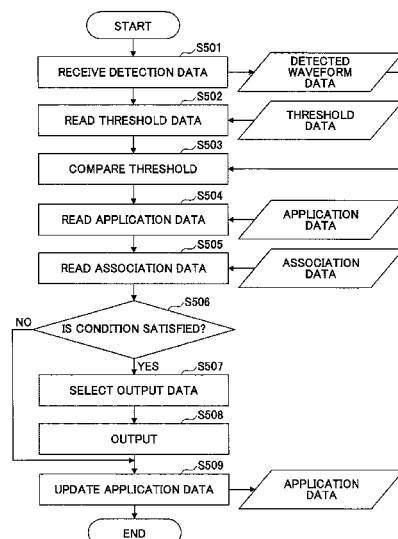 START
S501
RECEIVE DETECTION DATA
DETECTED
WAVEFORM
DATA
S502
READ THRESHOLD DATA
THRESHOLD
DATA
S503
COMPARE THRESHOLD
S504
READ APPLICATION DATA
APPLICATION
DATA
S505
READ ASSOCIATION DATA
ASSOCIATION
DATA
S506
IS CONDITION SATISFIED?
NO
YES
S507
SELECT OUTPUT DATA
S508
OUTPUT
S509
UPDATE APPLICATION DATA
APPLICATION
DATA
END